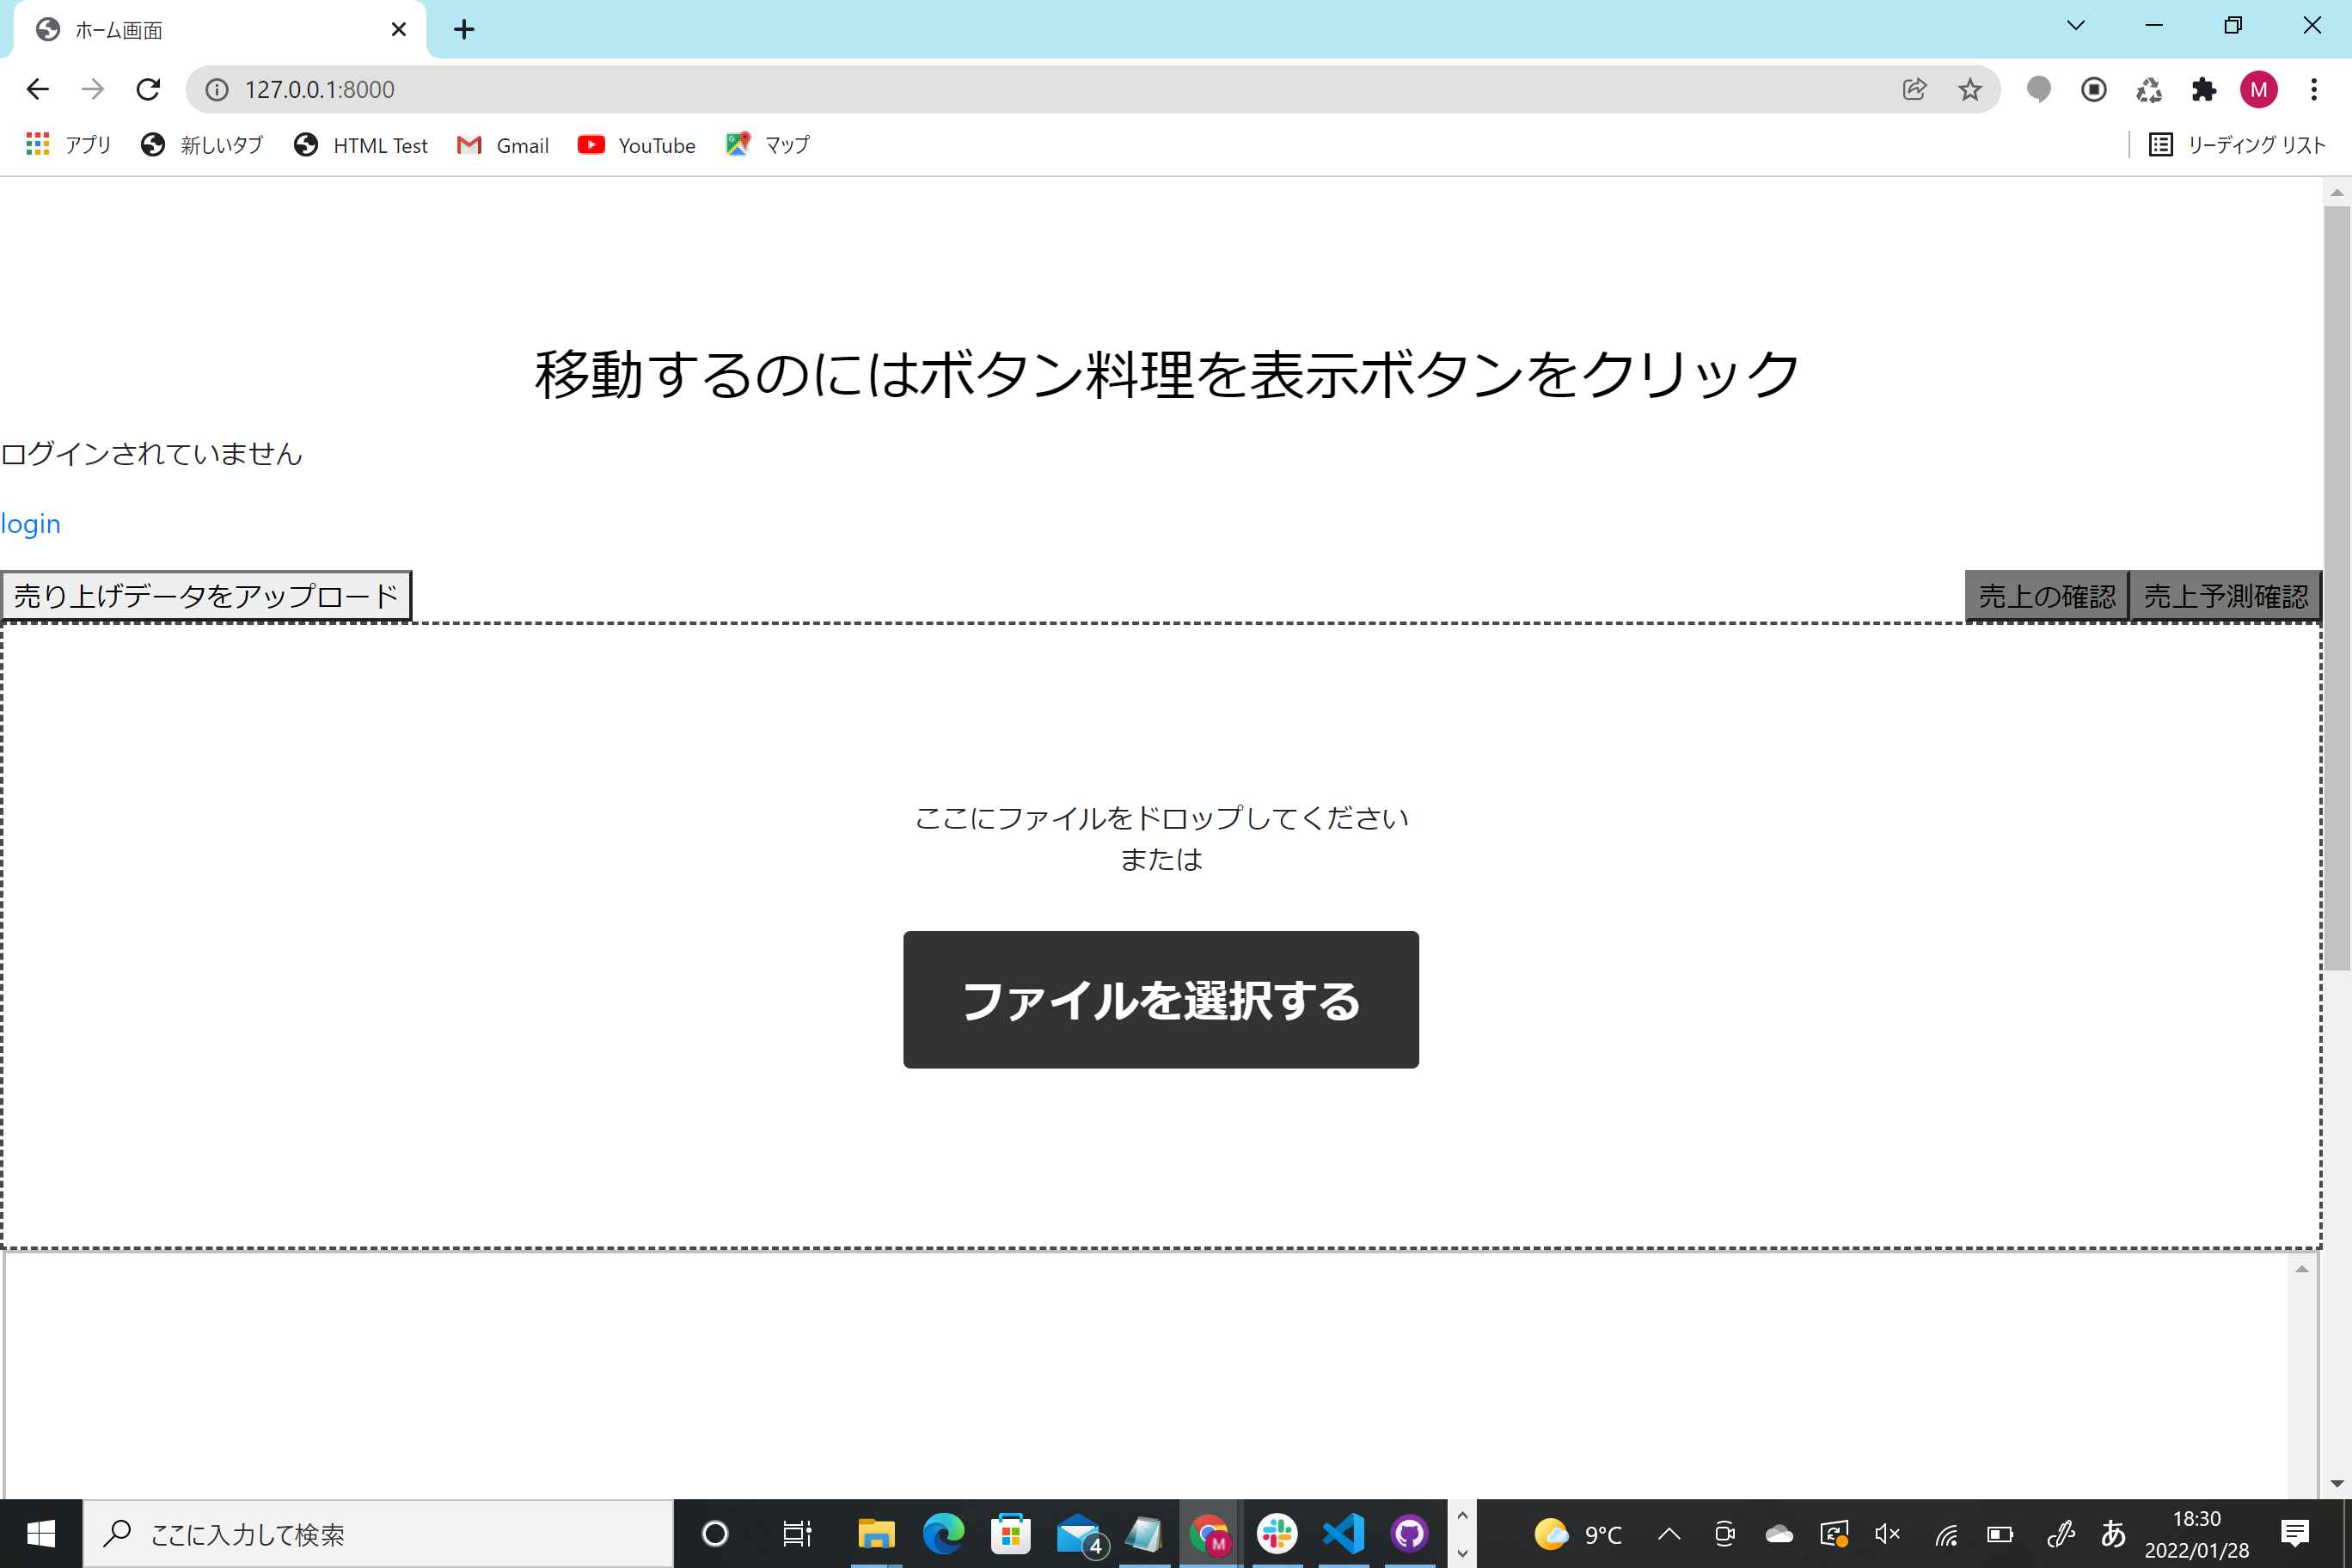 ホーム画面
127.0.0.1:8000
M
アプリ 新しいタブ HTML Test Gmail YouTube マップ リーディング リスト
移動するのにはボタン料理を表示ボタンをクリック
ログインされていません
login
売り上げデータをアップロード 売上の確認 売上予測確認
ここにファイルをドロップしてください
または
ファイルを選択する
ここに入力して検索 4 M 9°C あ 18:30
2022/01/28